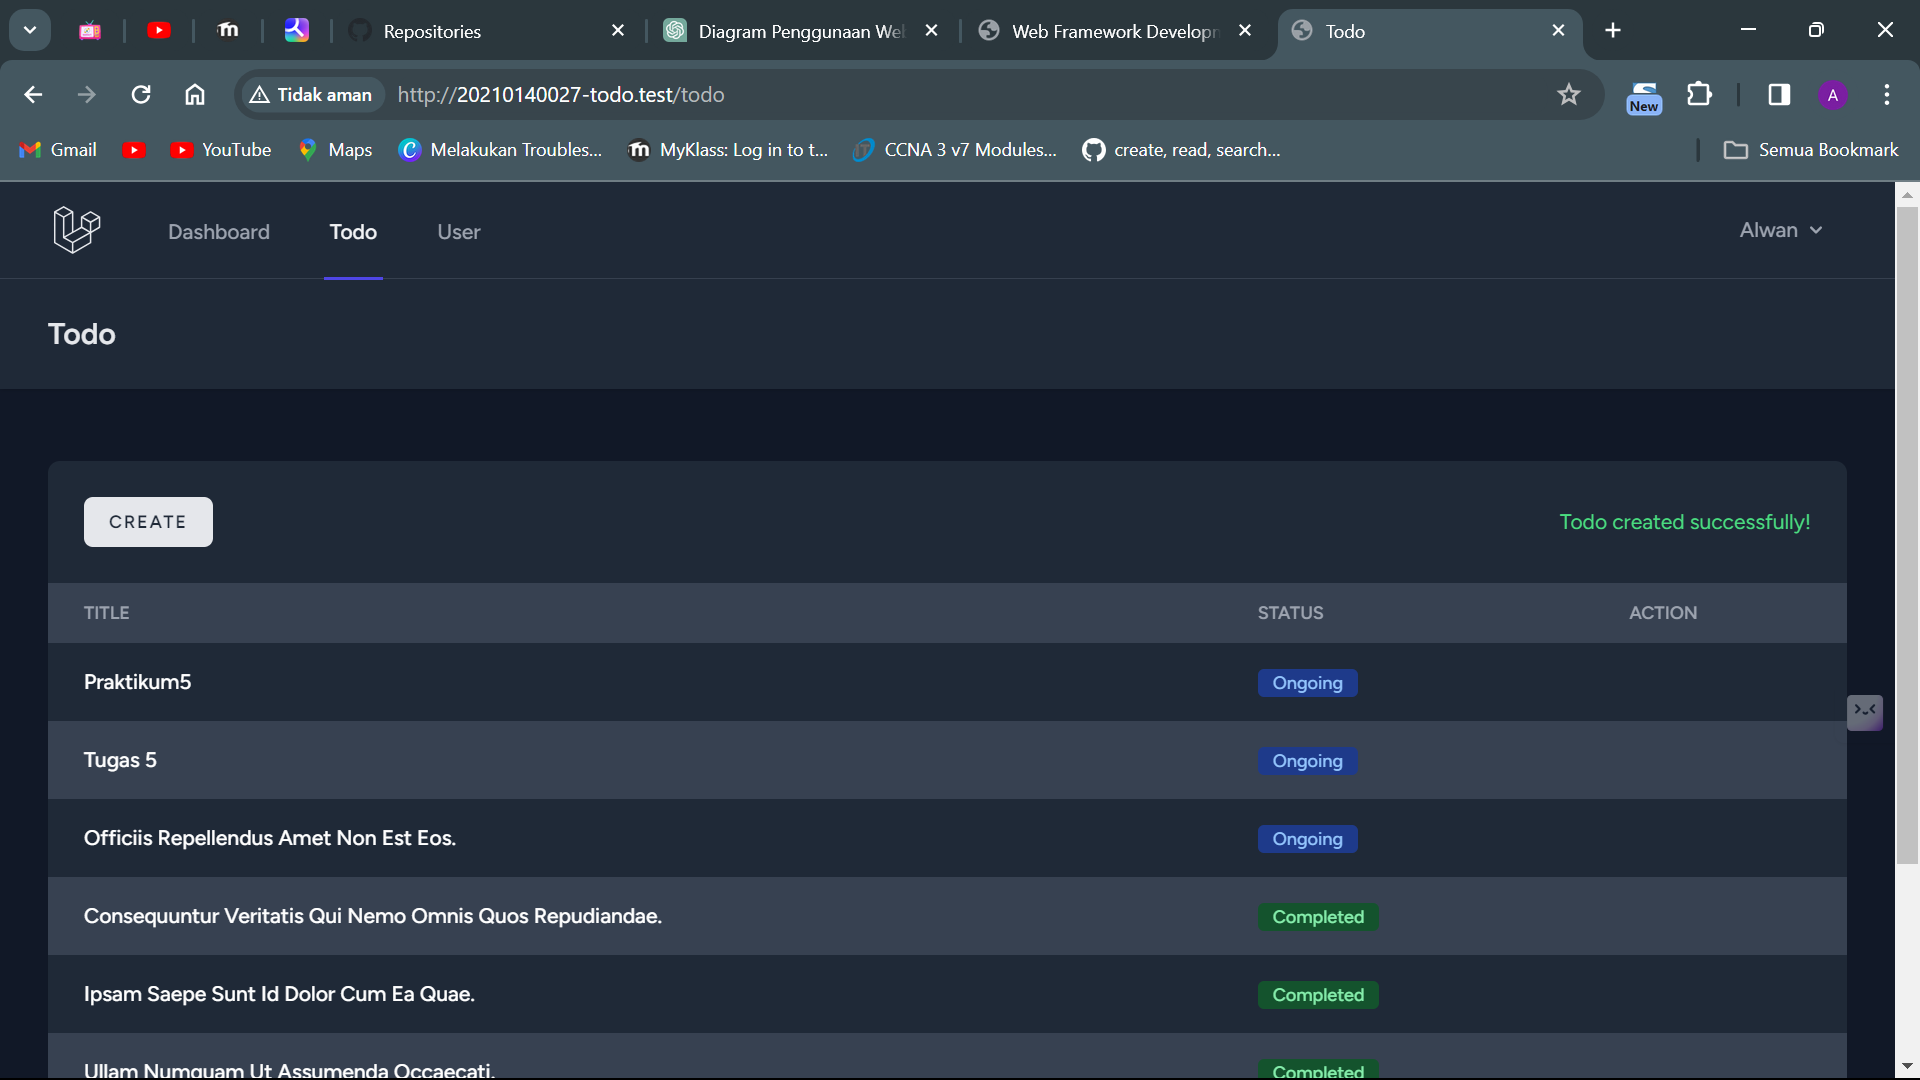 Repositories
Diagram Penggunaan We
Web Framework Develop
Todo
Tidak aman
http://20210140027-todo.test/todo
New
A
Gmail
YouTube
Maps
Melakukan Troubles...
MyKlass: Log in to t...
CCNA 3 v7 Modules...
create, read, search...
Semua Bookmark
Dashboard
Todo
User
Alwan
Todo
CREATE
Todo created successfully!
TITLE
STATUS
ACTION
Praktikum5
Ongoing
Tugas 5
Ongoing
Officiis Repellendus Amet Non Est Eos.
Ongoing
Consequuntur Veritatis Qui Nemo Omnis Quos Repudiandae.
Completed
Ipsam Saepe Sunt Id Dolor Cum Ea Quae.
Completed
Ullam Numquam Ut Assumenda Occaecati.
Completed